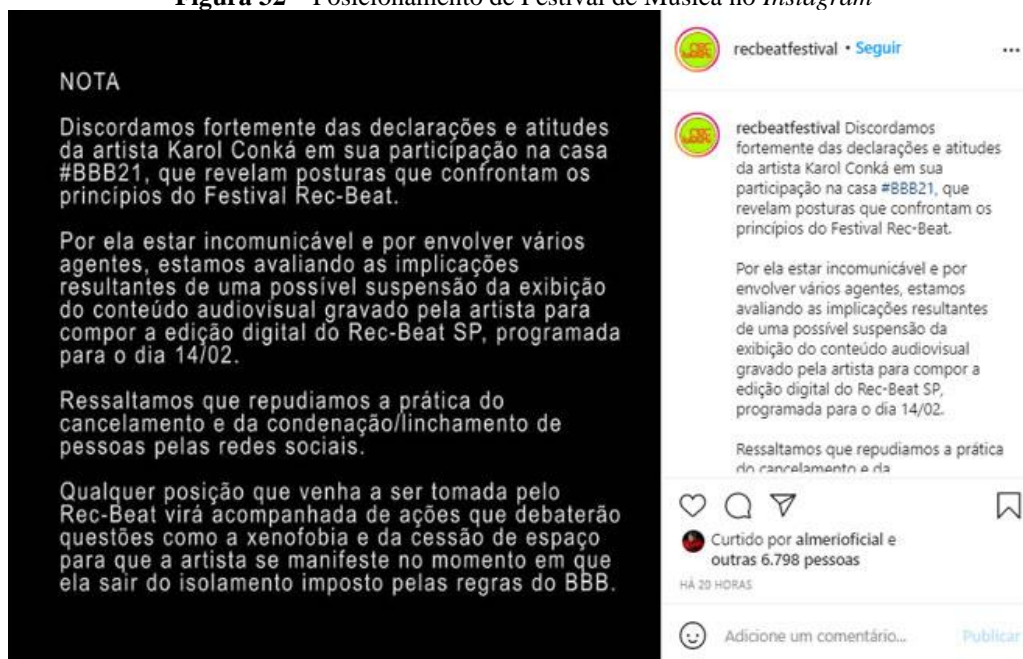 Figura 32 – Posicionamento de Festival de Música no Instagram
NOTA
Discordamos fortemente das declarações e atitudes
da artista Karol Conká em sua participação na casa
#BBB21, que revelam posturas que confrontam os
princípios do Festival Rec-Beat.
Por ela estar incomunicável e por envolver vários
agentes, estamos avaliando as implicações
resultantes de uma possível suspensão da exibição
do conteúdo audiovisual gravado pela artista para
compor a edição digital do Rec-Beat SP, programada
para o dia 14/02.
Ressaltamos que repudiamos a prática do
cancelamento e da condenação/linchamento de
pessoas pelas redes sociais.
Qualquer posição que venha a ser tomada pelo
Rec-Beat virá acompanhada de ações que debaterão
questões como a xenofobia e da cessão de espaço
para que a artista se manifeste no momento em que
ela sair do isolamento imposto pelas regras do BBB.
recbeatfestival • Seguir
recbeatfestival Discordamos
fortemente das declarações e atitudes
da artista Karol Conká em sua
participação na casa #BBB21, que
revelam posturas que confrontam os
princípios do Festival Rec-Beat.
Por ela estar incomunicável e por
envolver vários agentes, estamos
avaliando as implicações resultantes
de uma possível suspensão da
exibição do conteúdo audiovisual
gravado pela artista para compor a
edição digital do Rec-Beat SP,
programada para o dia 14/02.
Ressaltamos que repudiamos a prática
do cancelamento e da
Curtido por almerioficial e
outras 6.798 pessoas
HÁ 20 HORAS
Adicione um comentário...
Publicar